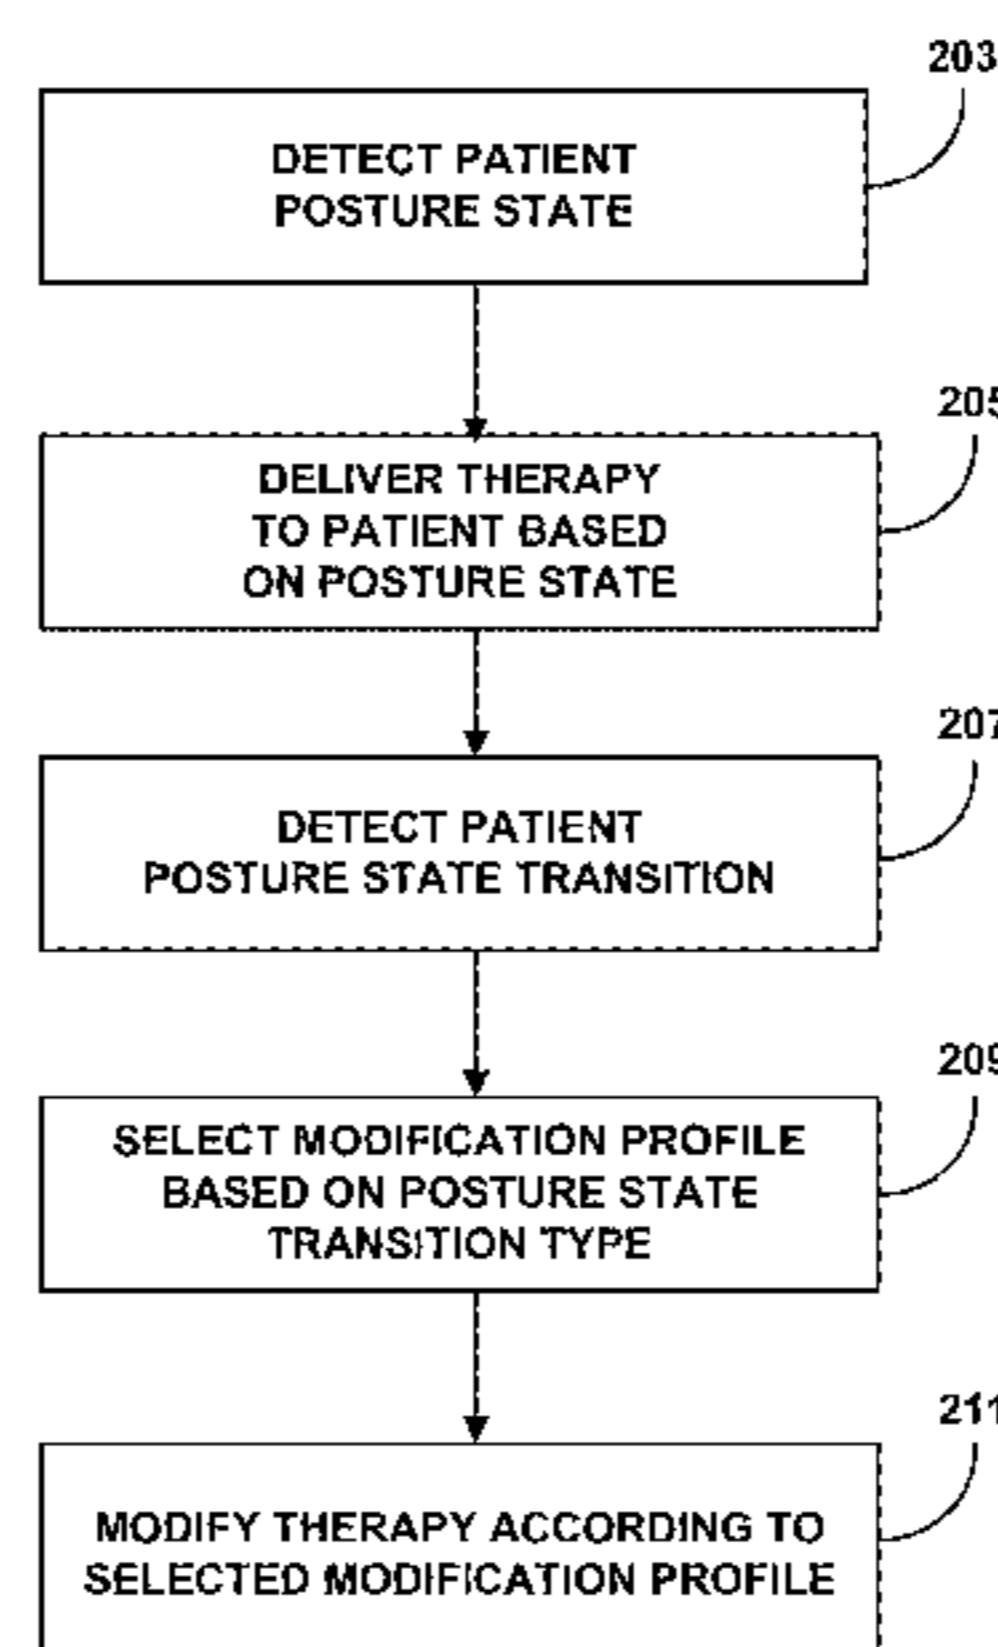 203
DETECT PATIENT
POSTURE STATE
205
DELIVER THERAPY
TO PATIENT BASED
ON POSTURE STATE
207
DETECT PATIENT
POSTURE STATE TRANSITION
209
SELECT MODIFICATION PROFILE
BASED ON POSTURE STATE
TRANSITION TYPE
211
MODIFY THERAPY ACCORDING TO
SELECTED MODIFICATION PROFILE